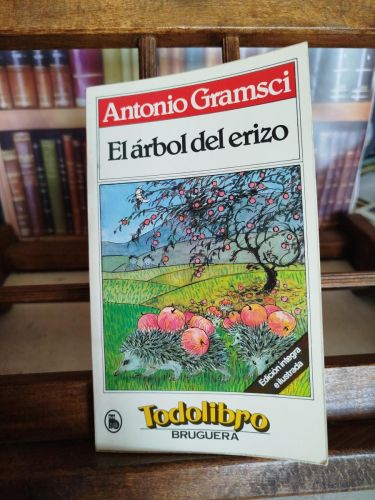 Antonio Gramsci
El árbol del erizo
Edición íntegra
e ilustrada
Todolibro
BRUGUERA